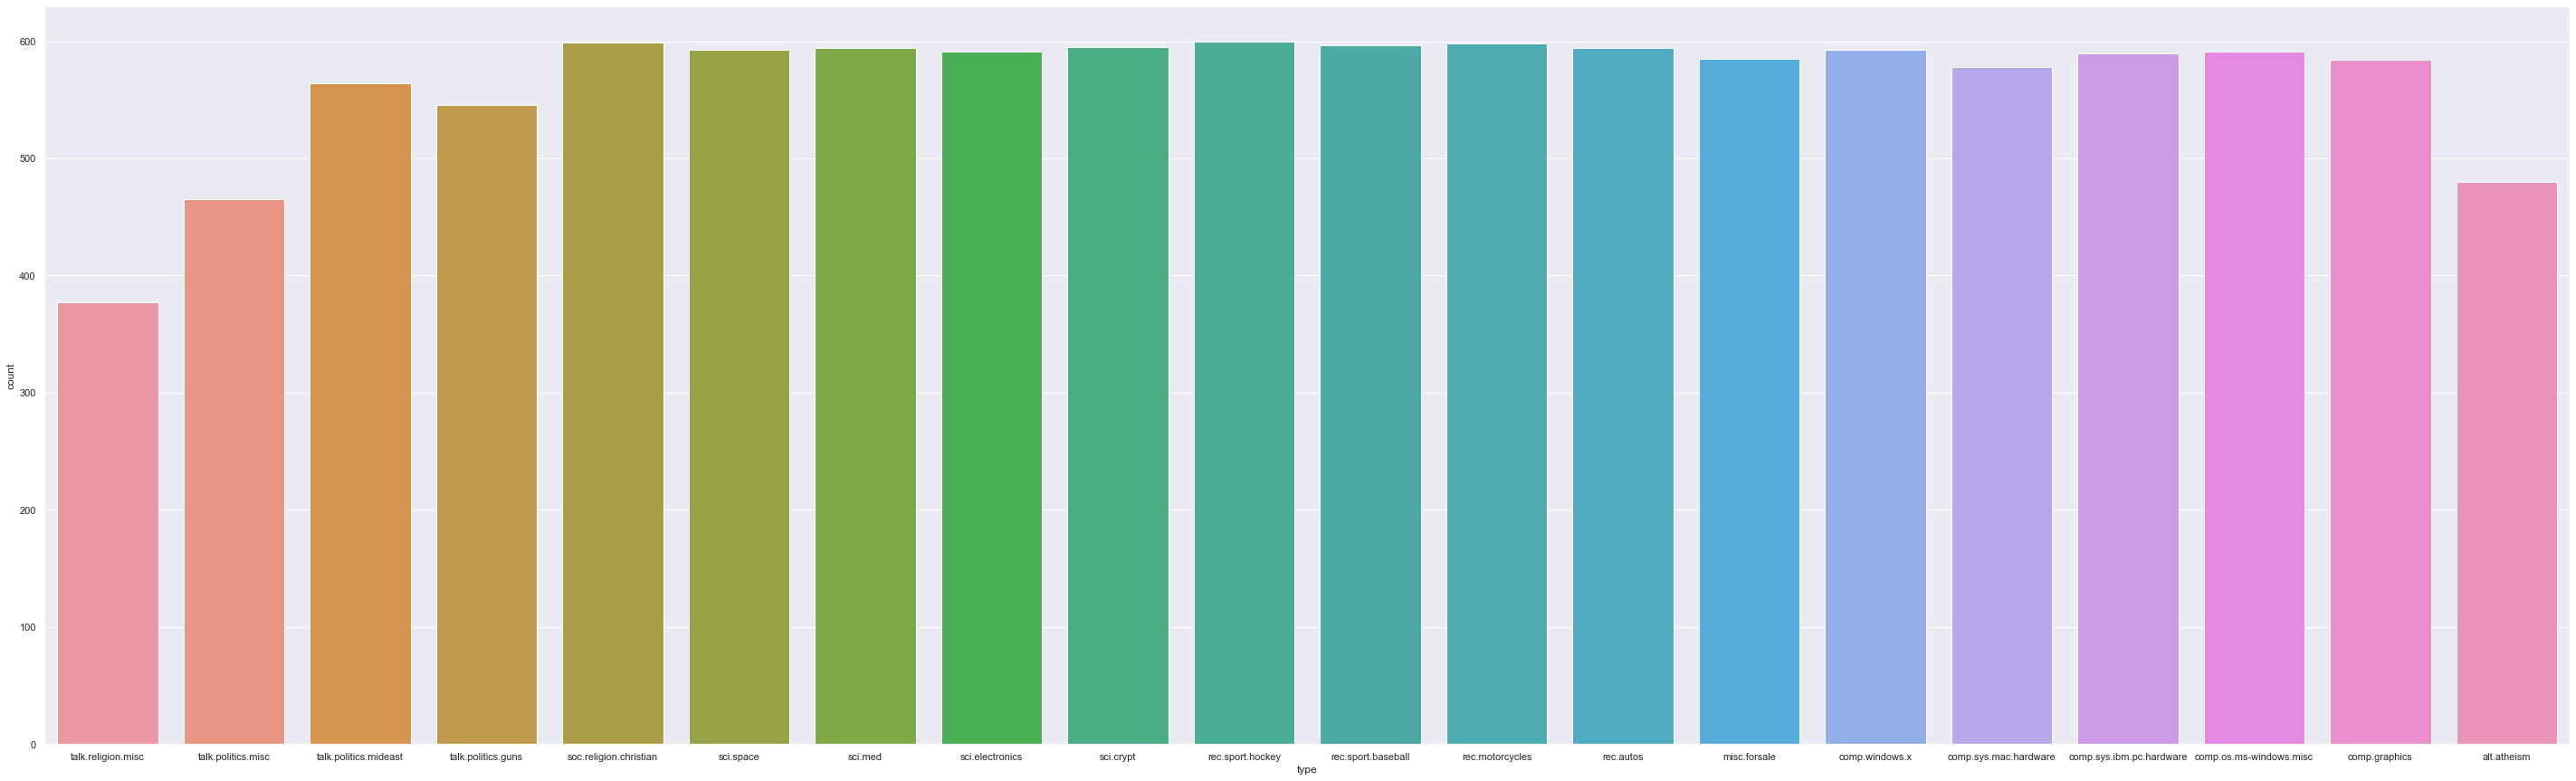 600
500
400
300
200
100
0
count
talk.religion.misc talk.politics.misc talk.politics.mideast talk.politics.guns soc.religion.christian sci.space sci.med sci.electronics sci.crypt rec.sport.hockey rec.sport.baseball rec.motorcycles rec.autos misc.forsale comp.windows.x comp.sys.mac.hardware comp.sys.ibm.pc.hardware comp.os.ms-windows.misc comp.graphics alt.atheism
type